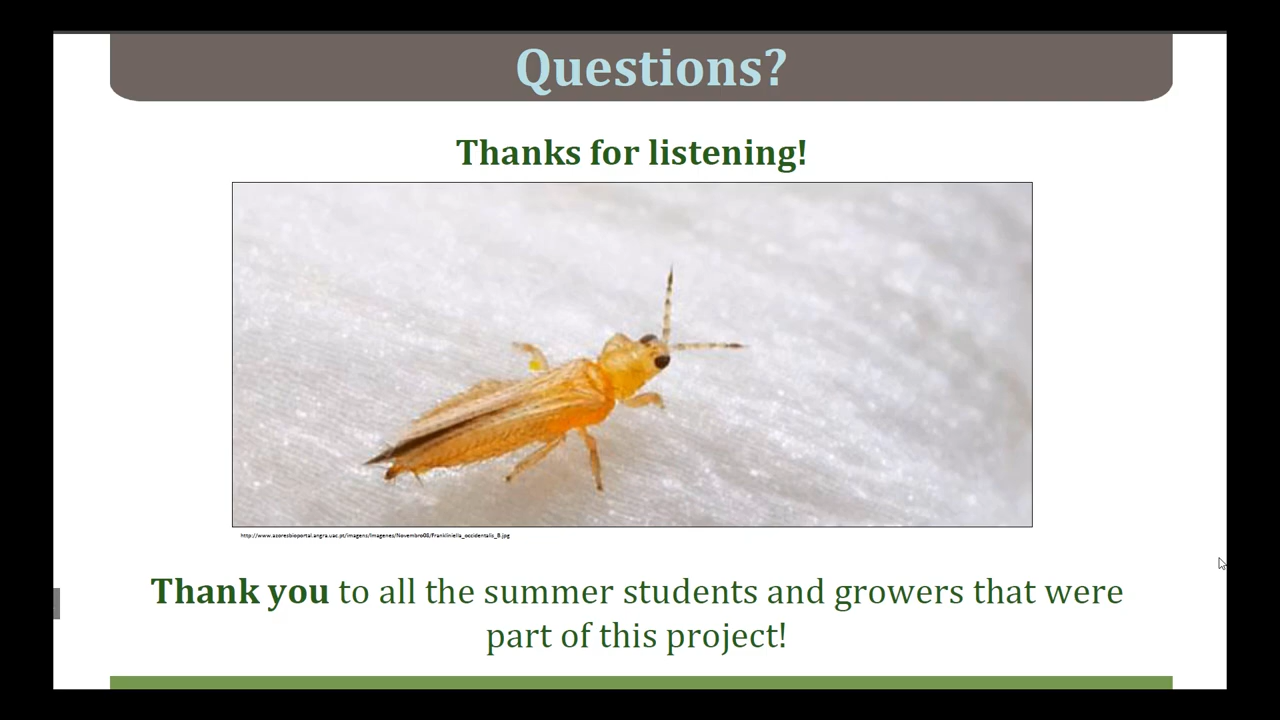 Questions?
Thanks for listening!
http://www.azoresbioportal.angra.uac.pt/imagens/Imagenes/Novembro08/Frankliniella_occidentalis_B.jpg
Thank you to all the summer students and growers that were
part of this project!